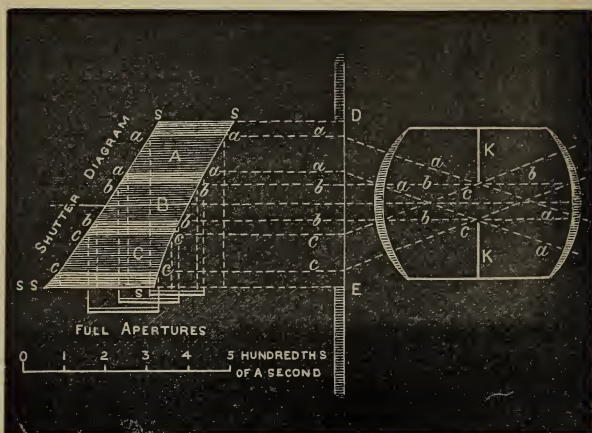 S S D
a a a
SHUTTER DIAGRAM
A K
a a a
b b b a b b
c
B
b b b b a
c c c c
C K
c c a
SS S E
FULL APERTURES
0 1 2 3 4 5 HUNDREDTHS
OF A SECOND